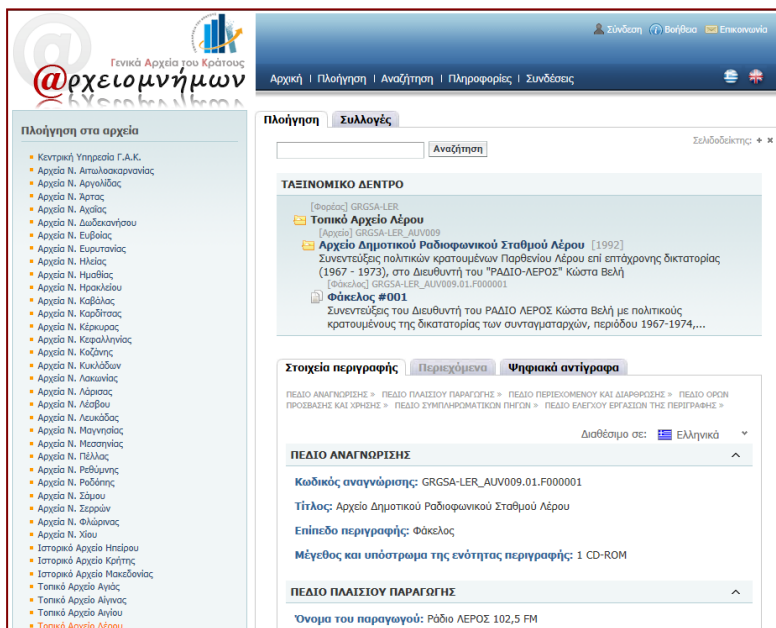 Σύνδεση Βοήθεια Επικοινωνία
Γενικά Αρχεία του Κράτους
@ρχειομνήμων
Αρχική | Πλοήγηση | Αναζήτηση | Πληροφορίες | Συνδέσεις
Πλοήγηση στα αρχεία
Κεντρική Υπηρεσία Γ.Α.Κ.
Αρχεία Ν. Αιτωλοακαρνανίας
Αρχεία Ν. Αργολίδας
Αρχεία Ν. Άρτας
Αρχεία Ν. Αχαΐας
Αρχεία Ν. Δωδεκανήσου
Αρχεία Ν. Ευβοίας
Αρχεία Ν. Ευρυτανίας
Αρχεία Ν. Ηλείας
Αρχεία Ν. Ημαθίας
Αρχεία Ν. Ηρακλείου
Αρχεία Ν. Καβάλας
Αρχεία Ν. Καρδίτσας
Αρχεία Ν. Κέρκυρας
Αρχεία Ν. Κεφαλληνίας
Αρχεία Ν. Κοζάνης
Αρχεία Ν. Κυκλάδων
Αρχεία Ν. Λακωνίας
Αρχεία Ν. Λάρισας
Αρχεία Ν. Λέσβου
Αρχεία Ν. Λευκάδας
Αρχεία Ν. Μαγνησίας
Αρχεία Ν. Μεσσηνίας
Αρχεία Ν. Πέλλας
Αρχεία Ν. Ρεθύμνης
Αρχεία Ν. Ροδόπης
Αρχεία Ν. Σάμου
Αρχεία Ν. Σερρών
Αρχεία Ν. Φλώρινας
Αρχεία Ν. Χίου
Ιστορικό Αρχείο Ηπείρου
Ιστορικό Αρχείο Κρήτης
Ιστορικό Αρχείο Μακεδονίας
Τοπικό Αρχείο Αγιάς
Τοπικό Αρχείο Αίγινας
Τοπικό Αρχείο Αιγίου
Τοπικό Αρχείο Λέρου
Πλοήγηση Συλλογές
Αναζήτηση
Σελιδοδείκτης: + ×
ΤΑΞΙΝΟΜΙΚΟ ΔΕΝΤΡΟ
[Φορέας] GRGSA-LER
Τοπικό Αρχείο Λέρου
[Αρχείο] GRGSA-LER_AUV009
Αρχείο Δημοτικού Ραδιοφωνικού Σταθμού Λέρου [1992]
Συνεντεύξεις πολιτικών κρατουμένων Παρθενίου Λέρου επί επτάχρονης δικτατορίας
(1967 - 1973), στο Διευθυντή του "ΡΑΔΙΟ-ΛΕΡΟΣ" Κώστα Βελή
[Φάκελος] GRGSA-LER_AUV009.01.F000001
Φάκελος #001
Συνεντεύξεις του Διευθυντή του ΡΑΔΙΟ ΛΕΡΟΣ Κώστα Βελή με πολιτικούς
κρατουμένους της δικατατορίας των συνταγματαρχών, περιόδου 1967-1974,...
Στοιχεία περιγραφής Περιεχόμενα Ψηφιακά αντίγραφα
ΠΕΔΙΟ ΑΝΑΓΝΩΡΙΣΗΣ » ΠΕΔΙΟ ΠΛΑΙΣΙΟΥ ΠΑΡΑΓΩΓΗΣ » ΠΕΔΙΟ ΠΕΡΙΕΧΟΜΕΝΟΥ ΚΑΙ ΔΙΑΡΘΡΩΣΗΣ » ΠΕΔΙΟ ΟΡΩΝ
ΠΡΟΣΒΑΣΗΣ ΚΑΙ ΧΡΗΣΗΣ » ΠΕΔΙΟ ΣΥΜΠΛΗΡΩΜΑΤΙΚΩΝ ΠΗΓΩΝ » ΠΕΔΙΟ ΕΛΕΓΧΟΥ ΕΡΓΑΣΙΩΝ ΤΗΣ ΠΕΡΙΓΡΑΦΗΣ »
Διαθέσιμο σε: Ελληνικά
ΠΕΔΙΟ ΑΝΑΓΝΩΡΙΣΗΣ
Κωδικός αναγνώρισης: GRGSA-LER_AUV009.01.F000001
Τίτλος: Αρχείο Δημοτικού Ραδιοφωνικού Σταθμού Λέρου
Επίπεδο περιγραφής: Φάκελος
Μέγεθος και υπόστρωμα της ενότητας περιγραφής: 1 CD-ROM
ΠΕΔΙΟ ΠΛΑΙΣΙΟΥ ΠΑΡΑΓΩΓΗΣ
Όνομα του παραγωγού: Ράδιο ΛΕΡΟΣ 102,5 FM